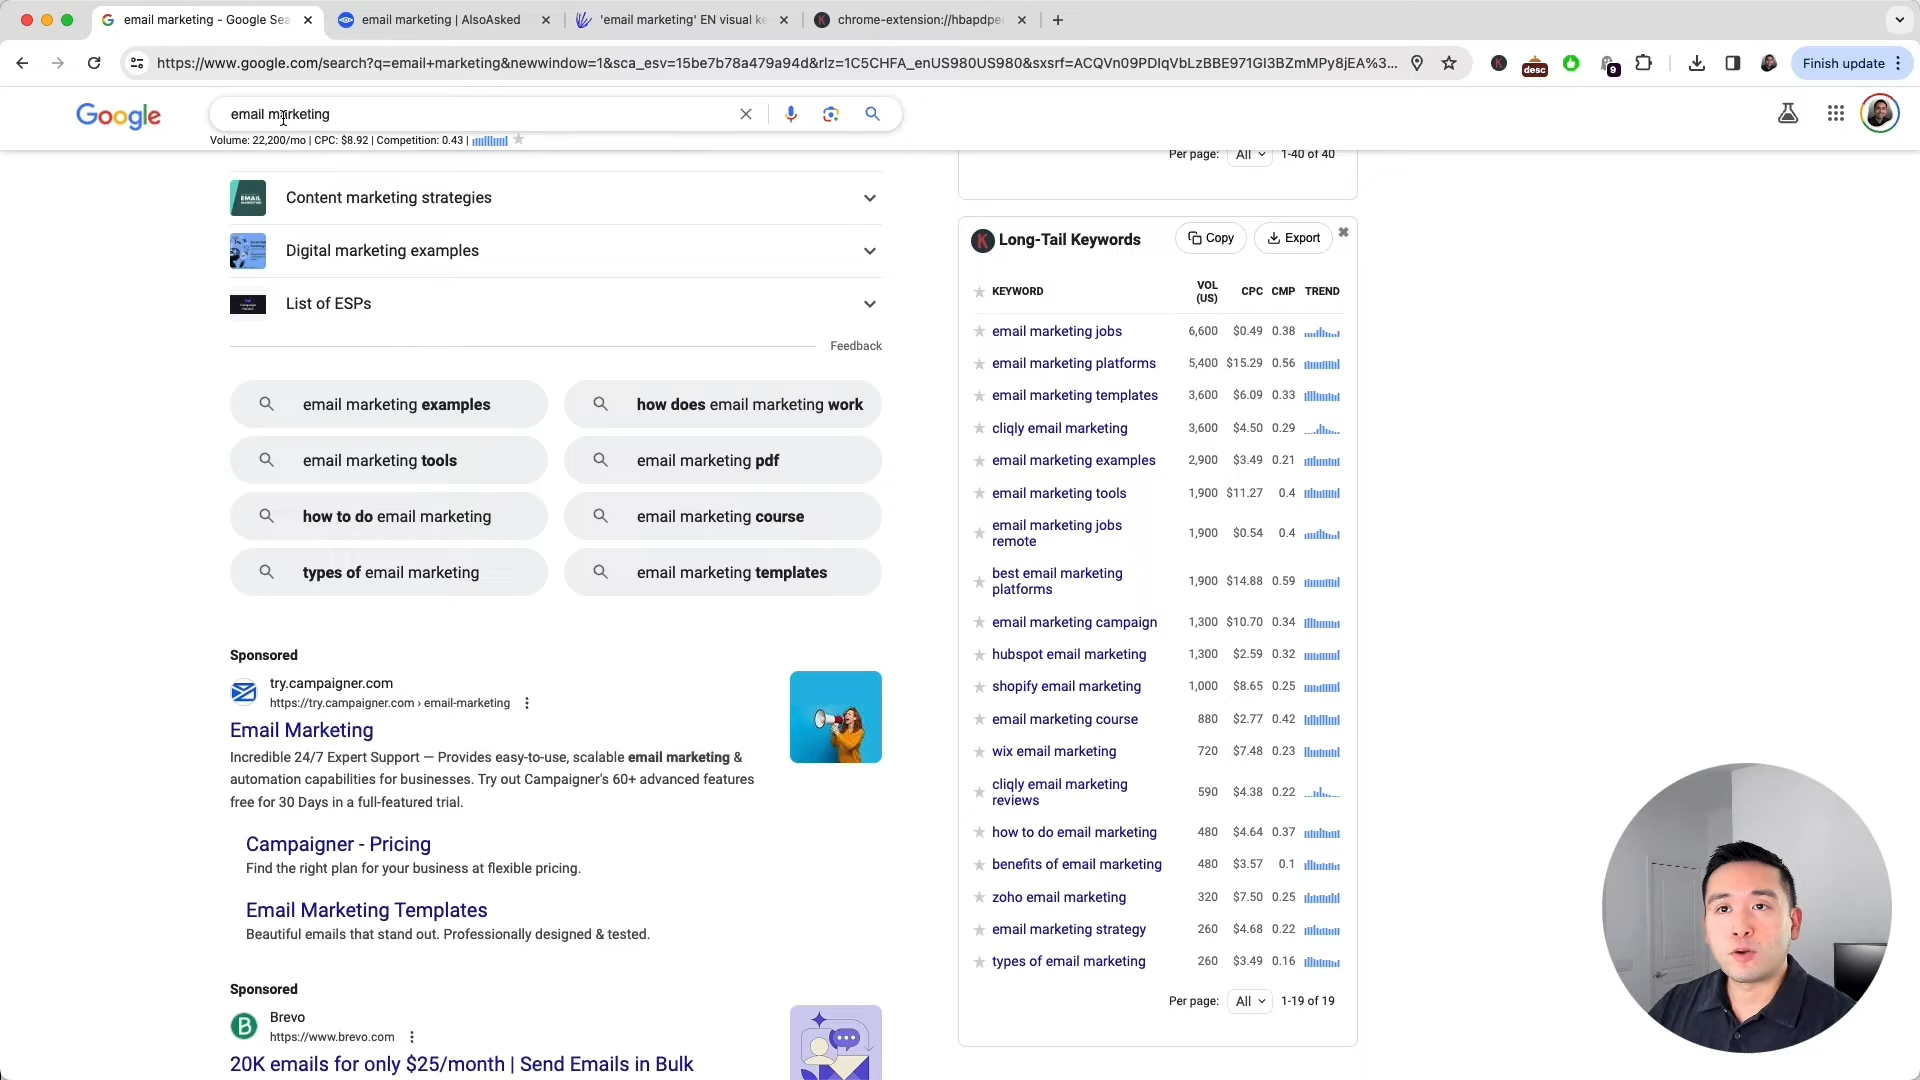 email marketing - Google Sea
email marketing | AlsoAsked
'email marketing' EN visual ke
chrome-extension://hbapdpe
https://www.google.com/search?q=email+marketing&newwindow=1&sca_esv=15be7b78a479a94d&rlz=1C5CHFA_enUS980US980&sxsrf=ACQVn09PDIqVbLzBBE971GI3BZmMPy8jEA%3...
desc
9
Finish update
Google
email marketing
Volume: 22,200/mo | CPC: $8.92 | Competition: 0.43 |
Per page: All 1-40 of 40
Content marketing strategies
Digital marketing examples
List of ESPs
Feedback
email marketing examples
how does email marketing work
email marketing tools
email marketing pdf
how to do email marketing
email marketing course
types of email marketing
email marketing templates
Sponsored
try.campaigner.com
https://try.campaigner.com › email-marketing
Email Marketing
Incredible 24/7 Expert Support — Provides easy-to-use, scalable email marketing &
automation capabilities for businesses. Try out Campaigner's 60+ advanced features
free for 30 Days in a full-featured trial.
Campaigner - Pricing
Find the right plan for your business at flexible pricing.
Email Marketing Templates
Beautiful emails that stand out. Professionally designed & tested.
Sponsored
B
Brevo
https://www.brevo.com
20K emails for only $25/month | Send Emails in Bulk
K Long-Tail Keywords
Copy
Export
KEYWORD VOL (US) CPC CMP TREND
email marketing jobs 6,600 $0.49 0.38
email marketing platforms 5,400 $15.29 0.56
email marketing templates 3,600 $6.09 0.33
cliqly email marketing 3,600 $4.50 0.29
email marketing examples 2,900 $3.49 0.21
email marketing tools 1,900 $11.27 0.4
email marketing jobs
remote 1,900 $0.54 0.4
best email marketing
platforms 1,900 $14.88 0.59
email marketing campaign 1,300 $10.70 0.34
hubspot email marketing 1,300 $2.59 0.32
shopify email marketing 1,000 $8.65 0.25
email marketing course 880 $2.77 0.42
wix email marketing 720 $7.48 0.23
cliqly email marketing
reviews 590 $4.38 0.22
how to do email marketing 480 $4.64 0.37
benefits of email marketing 480 $3.57 0.1
zoho email marketing 320 $7.50 0.25
email marketing strategy 260 $4.68 0.22
types of email marketing 260 $3.49 0.16
Per page: All 1-19 of 19